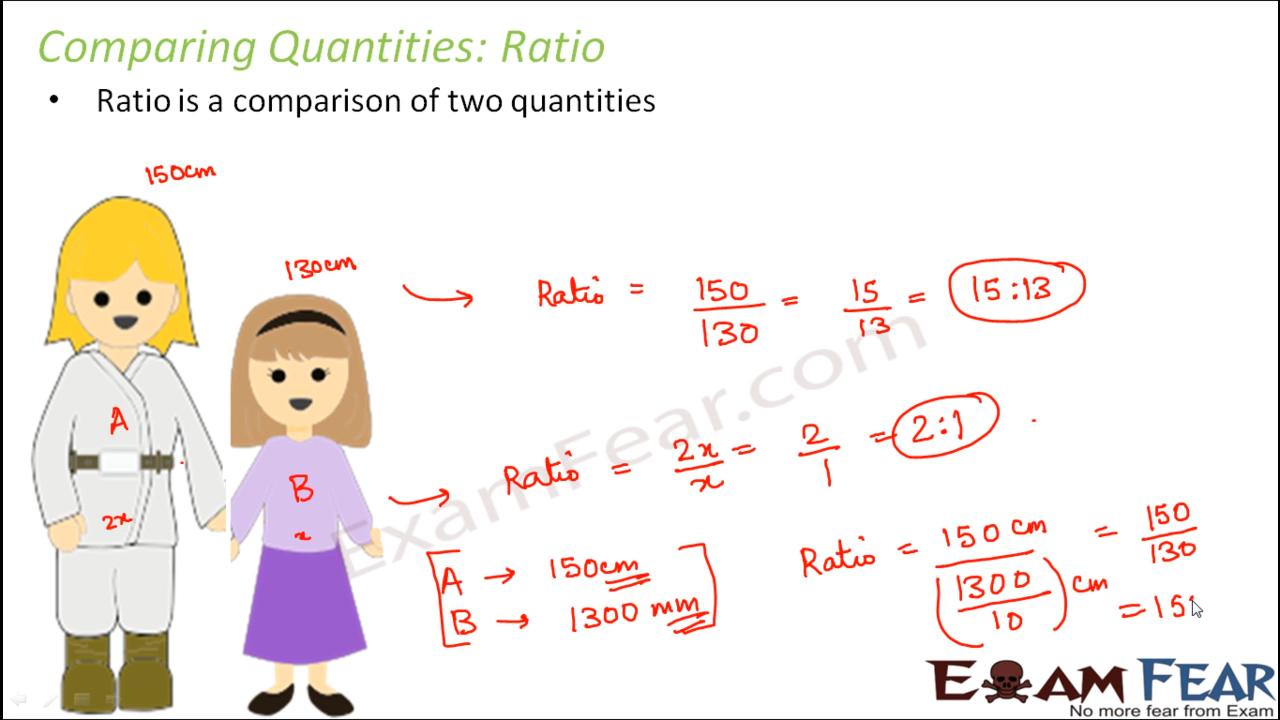 Comparing Quantities: Ratio
• Ratio is a comparison of two quantities
150cm
130cm
Ratio = 150/130 = 15/13 = 15:13
A
2x
B
x
Ratio = 2x/x = 2/1 = 2:1
A → 150cm
B → 1300 mm
Ratio = 150 cm / (1300/10) cm = 150/130
= 15:
ExamFear.com
EXAM FEAR
No more fear from Exam